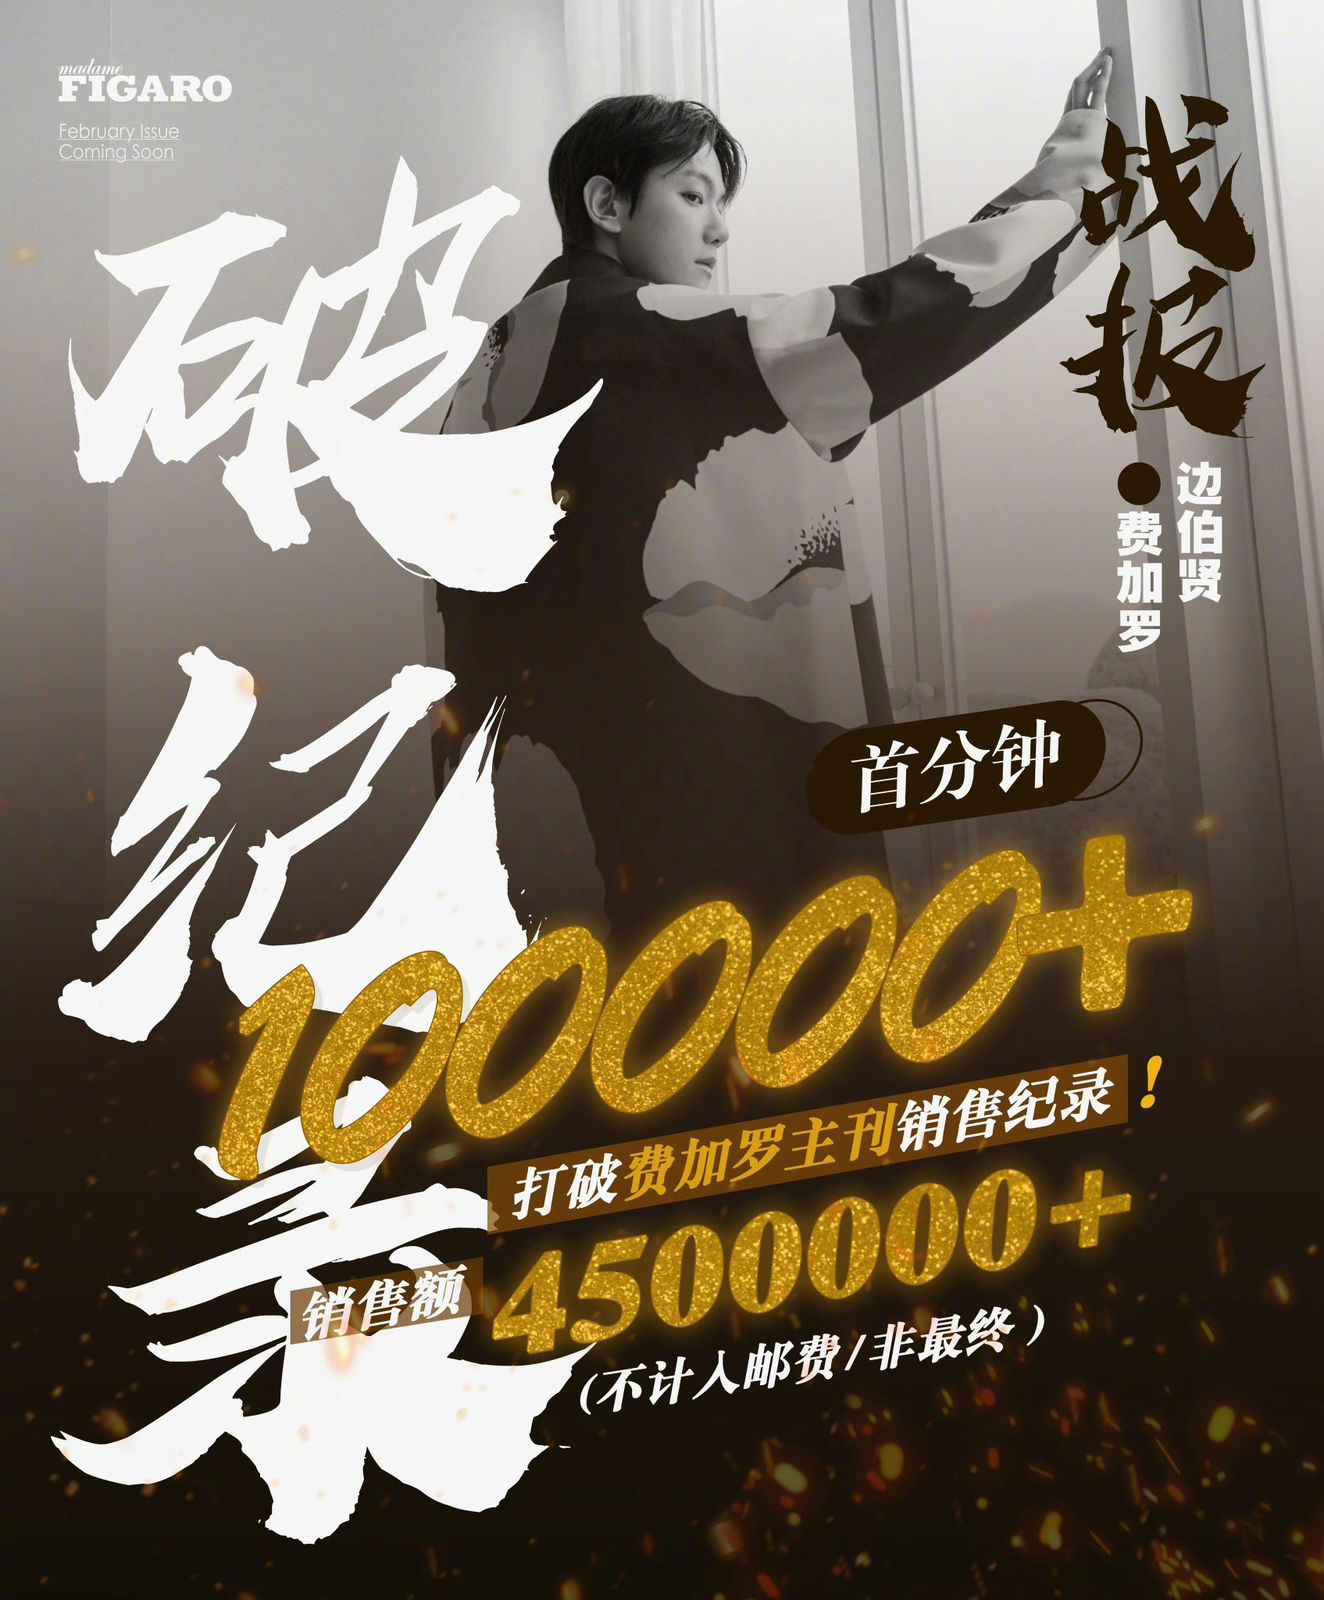 madame
FIGARO
February Issue
Coming Soon
战报
边伯贤
●费加罗
破纪录
首分钟
100000+
打破费加罗主刊销售纪录！
销售额 4500000+
(不计入邮费/非最终)